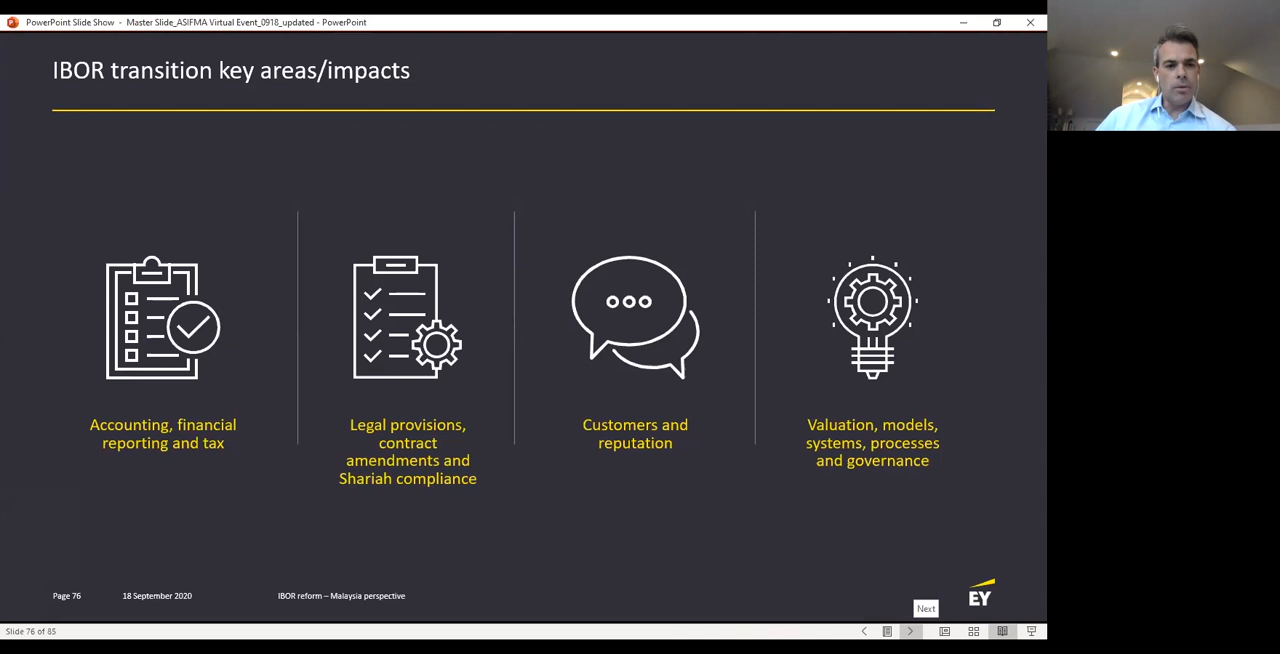 PowerPoint Slide Show - Master Slide_ASIFMA Virtual Event_0918_updated - PowerPoint
IBOR transition key areas/impacts
Accounting, financial
reporting and tax
Legal provisions,
contract
amendments and
Shariah compliance
Customers and
reputation
Valuation, models,
systems, processes
and governance
Page 76
18 September 2020
IBOR reform – Malaysia perspective
EY
Next
Slide 76 of 85